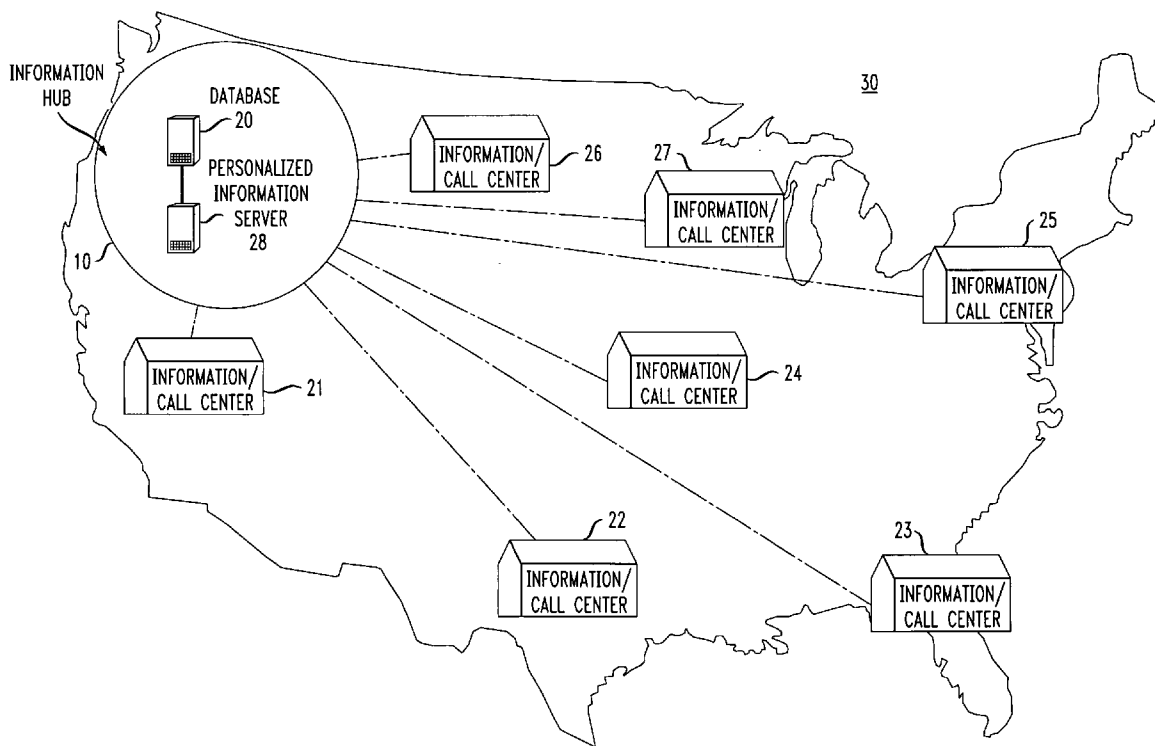 INFORMATION
HUB
DATABASE
20
PERSONALIZED
INFORMATION
SERVER
28
10
30
INFORMATION/
CALL CENTER
26
27
INFORMATION/
CALL CENTER
25
INFORMATION/
CALL CENTER
INFORMATION/
CALL CENTER
21
INFORMATION/
CALL CENTER
24
22
INFORMATION/
CALL CENTER
23
INFORMATION/
CALL CENTER